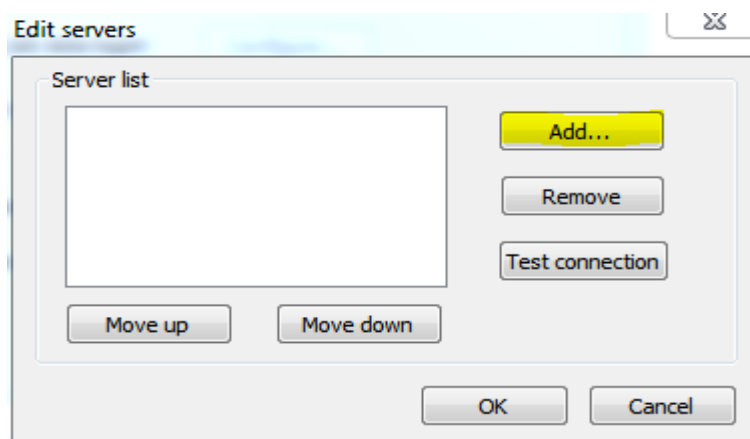 Edit servers
Server list
Add...
Remove
Test connection
Move up
Move down
OK
Cancel